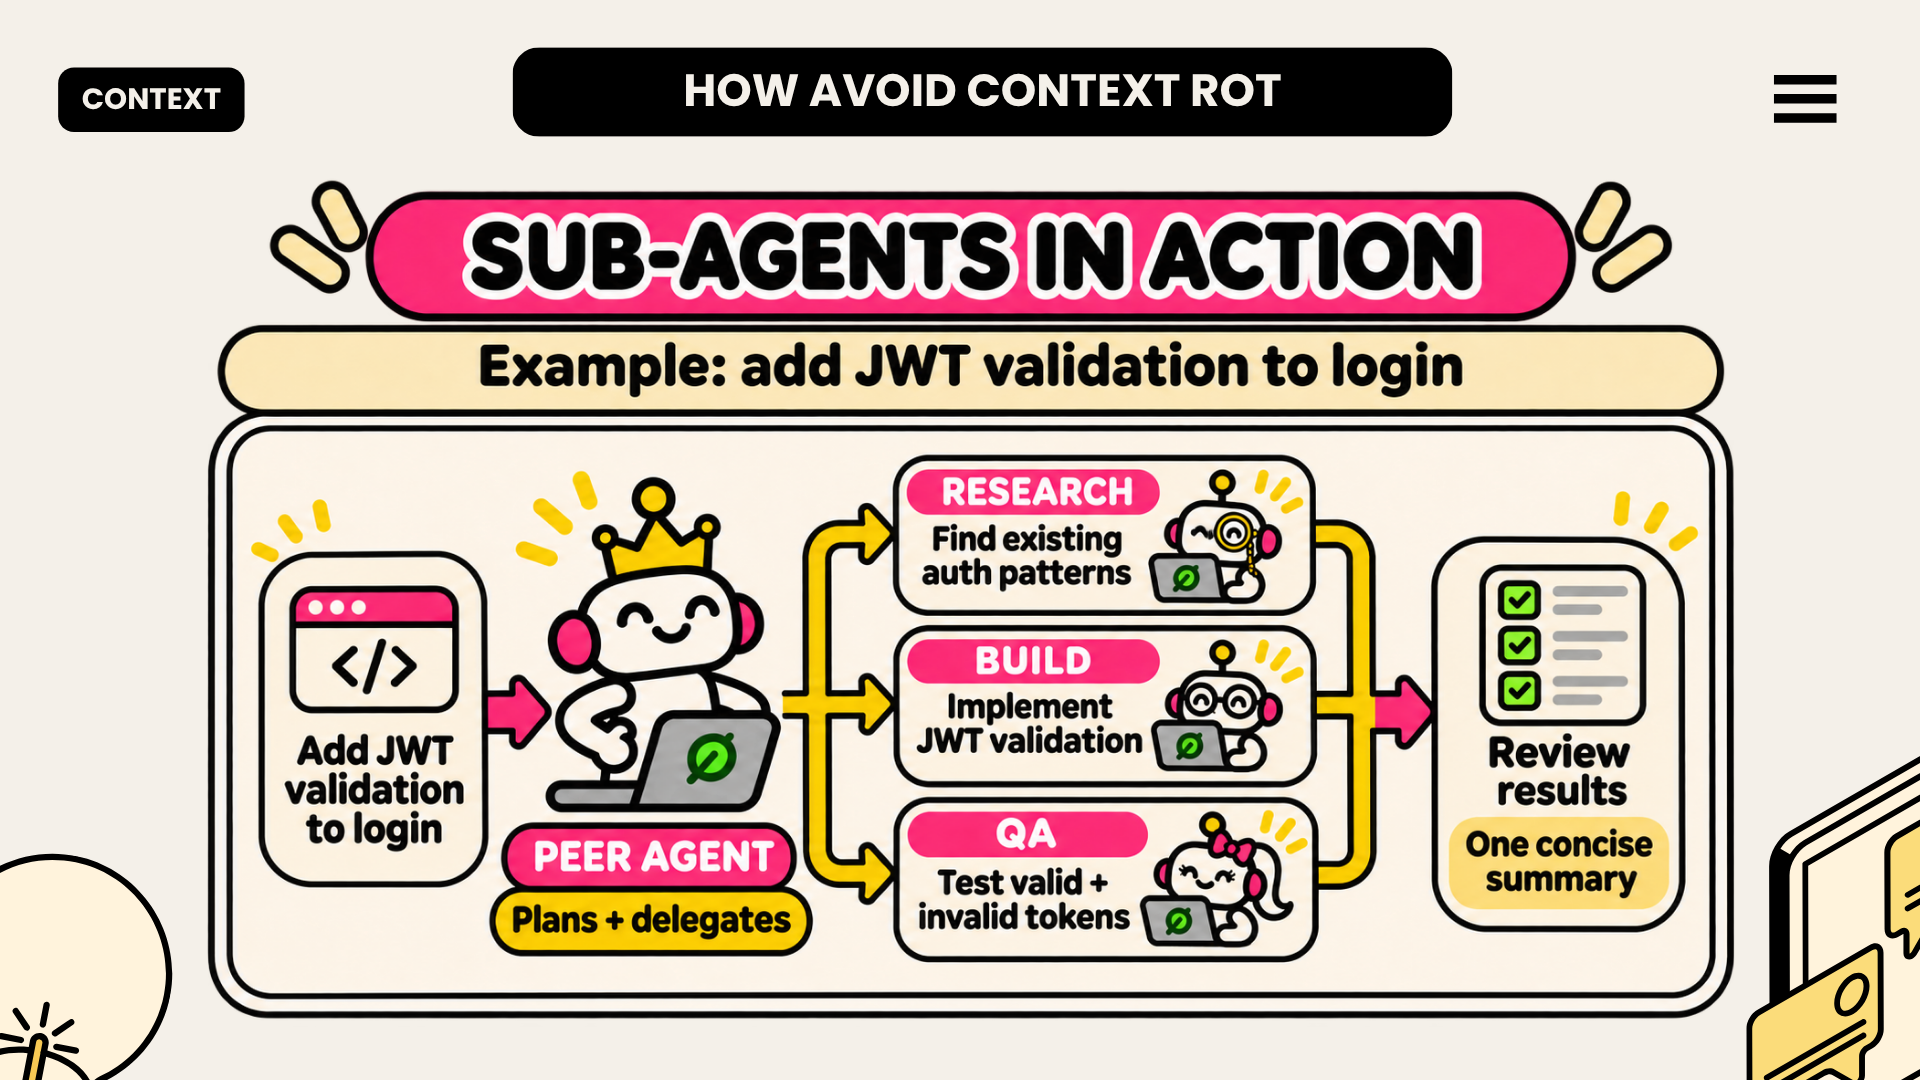 CONTEXT
HOW AVOID CONTEXT ROT
SUB-AGENTS IN ACTION
Example: add JWT validation to login
Add JWT
validation
to login
PEER AGENT
Plans + delegates
RESEARCH
Find existing
auth patterns
BUILD
Implement
JWT validation
QA
Test valid +
invalid tokens
Review
results
One concise
summary